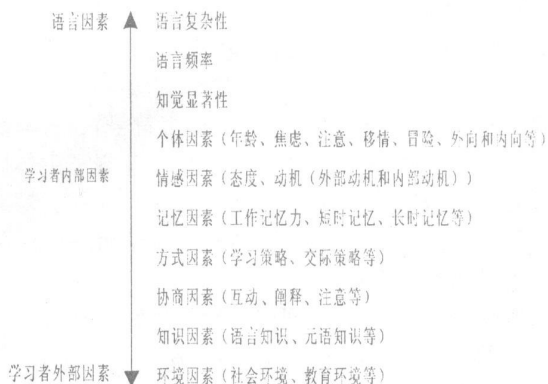 语言因素 语言复杂性
语言频率
知觉显著性
个体因素（年龄、焦虑、注意、移情、冒险、外向和内向等）
学习者内部因素 情感因素（态度、动机（外部动机和内部动机））
记忆因素（工作记忆力、短时记忆、长时记忆等）
方式因素（学习策略、交际策略等）
协商因素（互动、阐释、注意等）
知识因素（语言知识、元语知识等）
学习者外部因素 环境因素（社会环境、教育环境等）